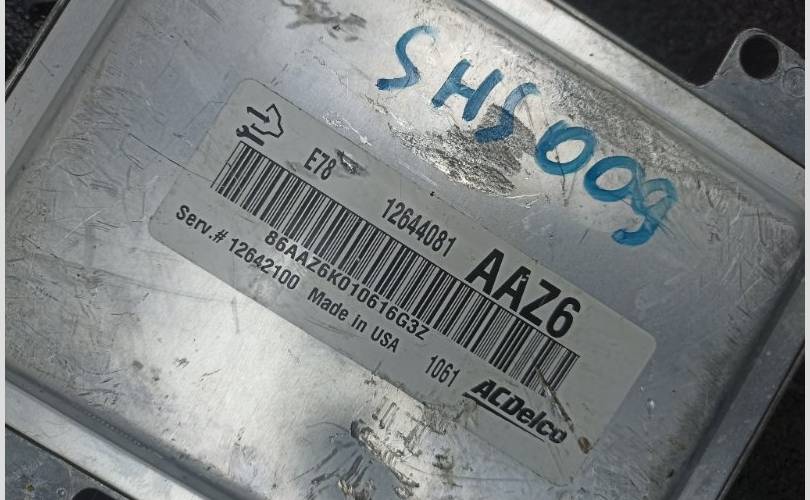 SHS009
E78
12644081
AAZ6
86AAZ6K010616G3Z
Serv.# 12642100 Made in USA
1061
ACDelco